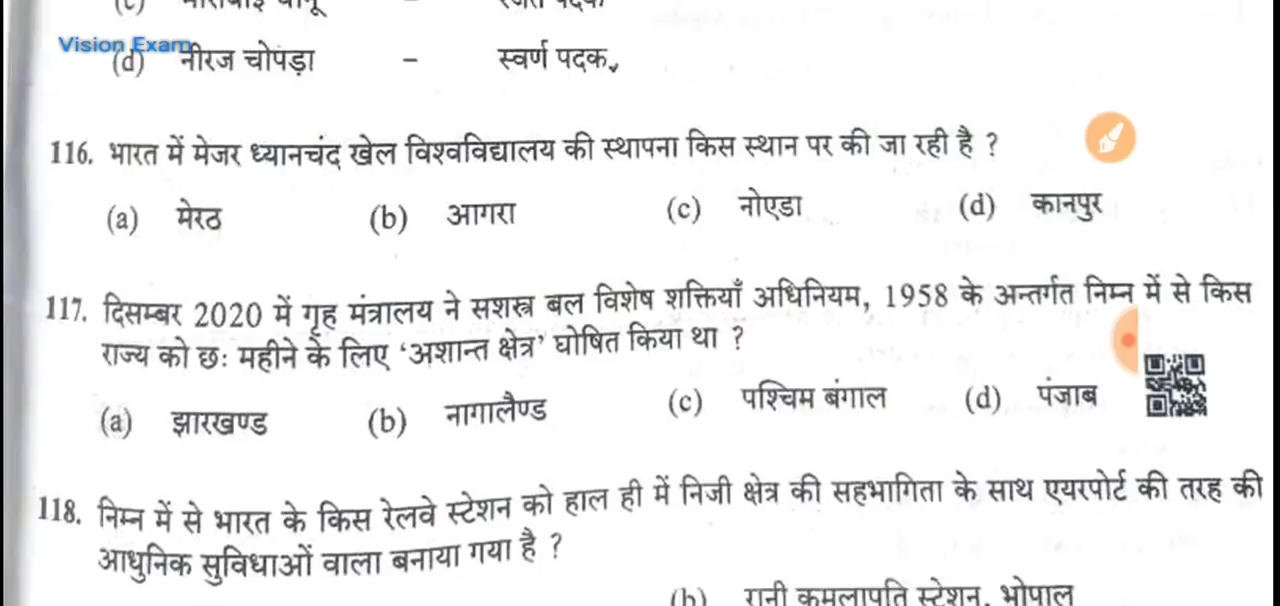 Vision Exam
(d) नीरज चोपड़ा - स्वर्ण पदक
116. भारत में मेजर ध्यानचंद खेल विश्वविद्यालय की स्थापना किस स्थान पर की जा रही है ?
(a) मेरठ (b) आगरा (c) नोएडा (d) कानपुर
117. दिसम्बर 2020 में गृह मंत्रालय ने सशस्त्र बल विशेष शक्तियाँ अधिनियम, 1958 के अन्तर्गत निम्न में से किस
राज्य को छः महीने के लिए ‘अशान्त क्षेत्र’ घोषित किया था ?
(a) झारखण्ड (b) नागालैण्ड (c) पश्चिम बंगाल (d) पंजाब
118. निम्न में से भारत के किस रेलवे स्टेशन को हाल ही में निजी क्षेत्र की सहभागिता के साथ एयरपोर्ट की तरह की
आधुनिक सुविधाओं वाला बनाया गया है ?
(b) रानी कमलापति स्टेशन, भोपाल